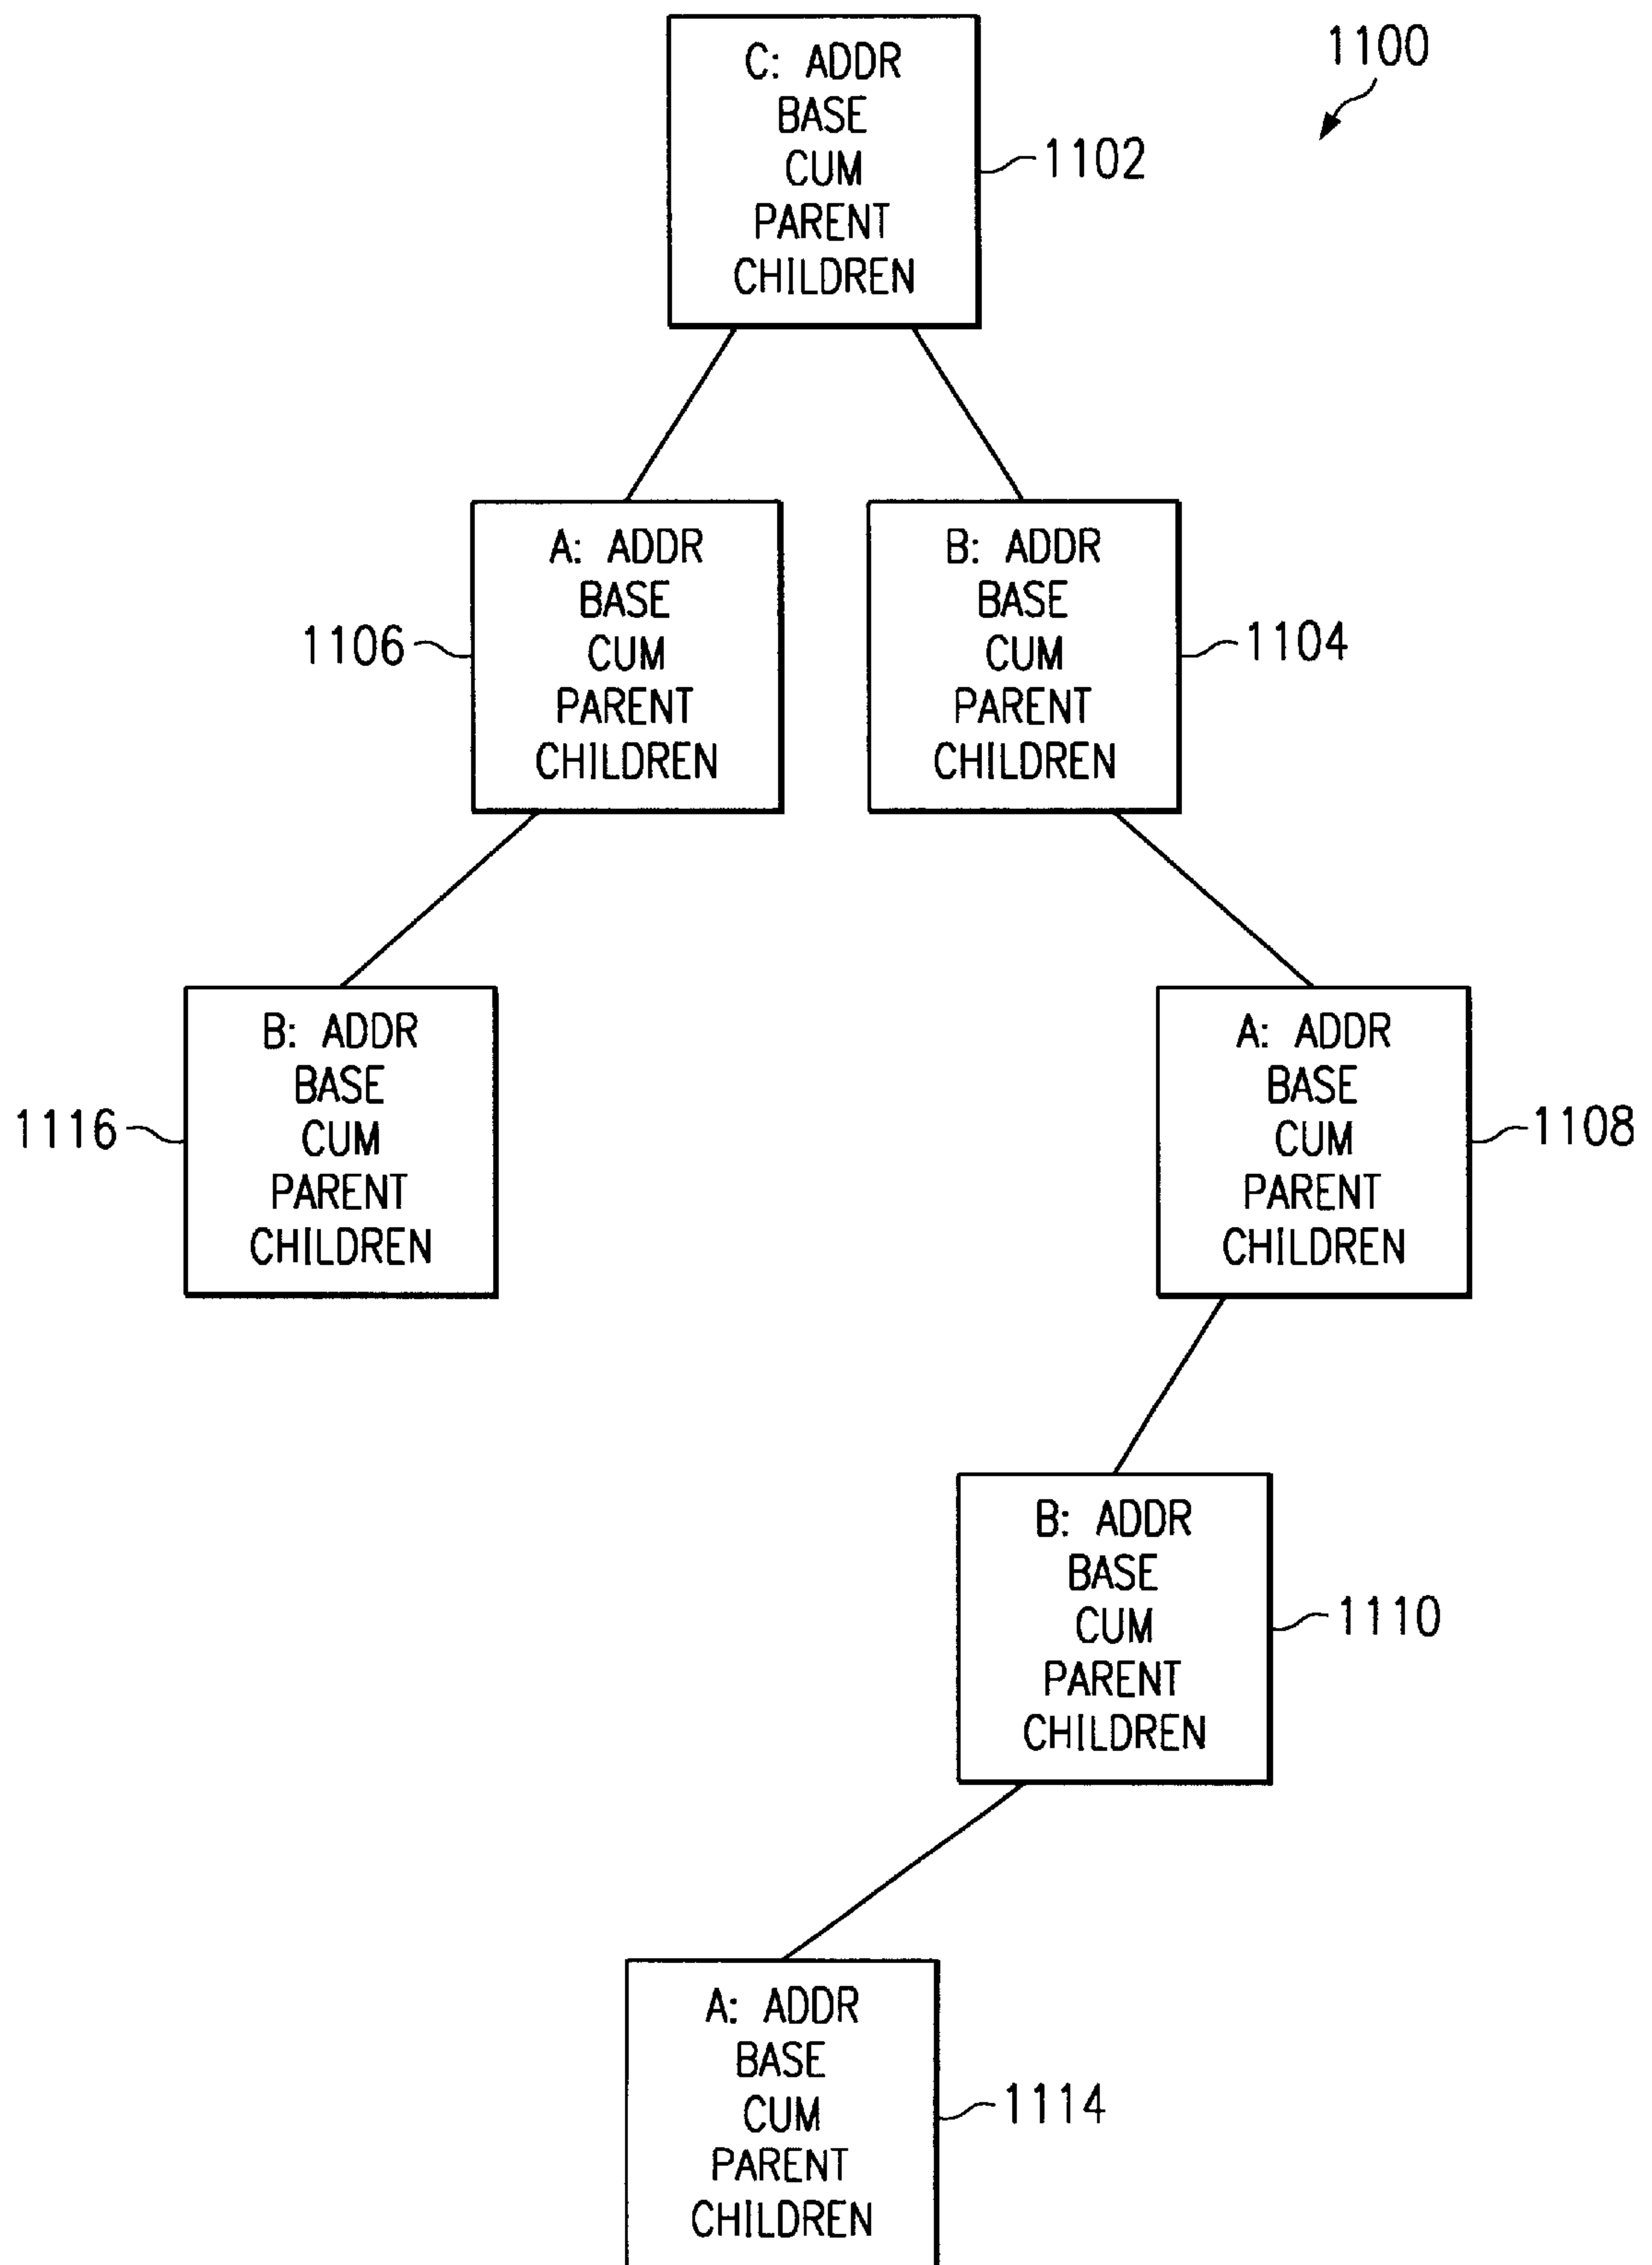 1100
C: ADDR
BASE
CUM
PARENT
CHILDREN
1102
A: ADDR
BASE
CUM
PARENT
CHILDREN
1106
B: ADDR
BASE
CUM
PARENT
CHILDREN
1104
B: ADDR
BASE
CUM
PARENT
CHILDREN
1116
A: ADDR
BASE
CUM
PARENT
CHILDREN
1108
B: ADDR
BASE
CUM
PARENT
CHILDREN
1110
A: ADDR
BASE
CUM
PARENT
CHILDREN
1114